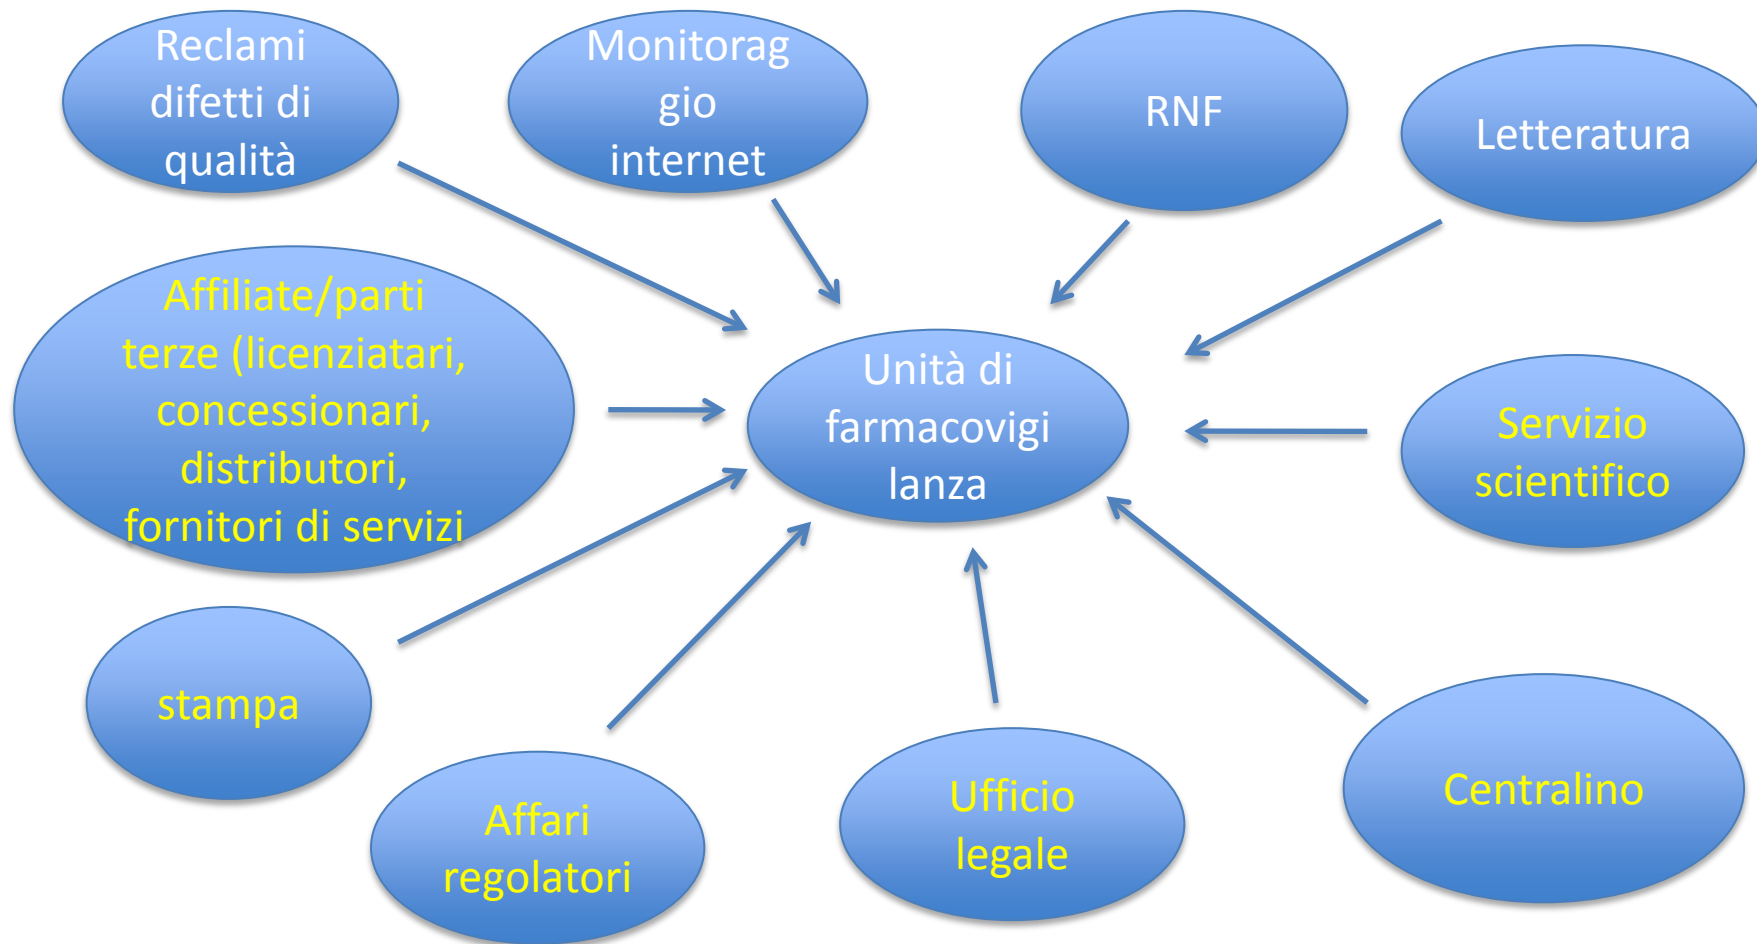 Reclami
difetti di
qualità
Monitorag
gio
internet
RNF
Letteratura
Affiliate/parti
terze (licenziatari,
concessionari,
distributori,
fornitori di servizi
Unità di
farmacovigi
lanza
Servizio
scientifico
stampa
Affari
regolatori
Ufficio
legale
Centralino